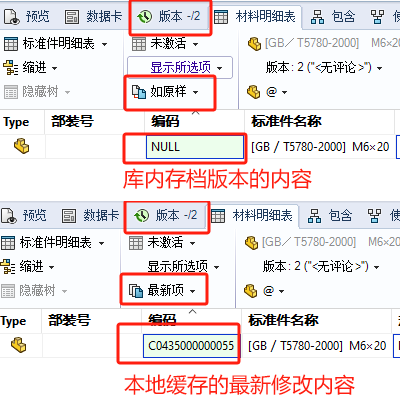 预览 数据卡 版本 -/2 材料明细表 包含
标准件明细表 未激活 [GB／T5780-2000] M6×
缩进 显示所选项 版本: 2 ("<无评论>")
隐藏树 如原样 @
Type 部装号 编码 标准件名称
NULL [GB / T5780-2000] M6×20
库内存档版本的内容
预览 数据卡 版本 -/2 材料明细表 包含 使
标准件明细表 未激活 [GB／T5780-2000] M6×
缩进 显示所选项 版本: 2 ("<无评论>")
隐藏树 最新项 @
Type 部装号 编码 标准件名称
C0435000000055 [GB / T5780-2000] M6×20
本地缓存的最新修改内容